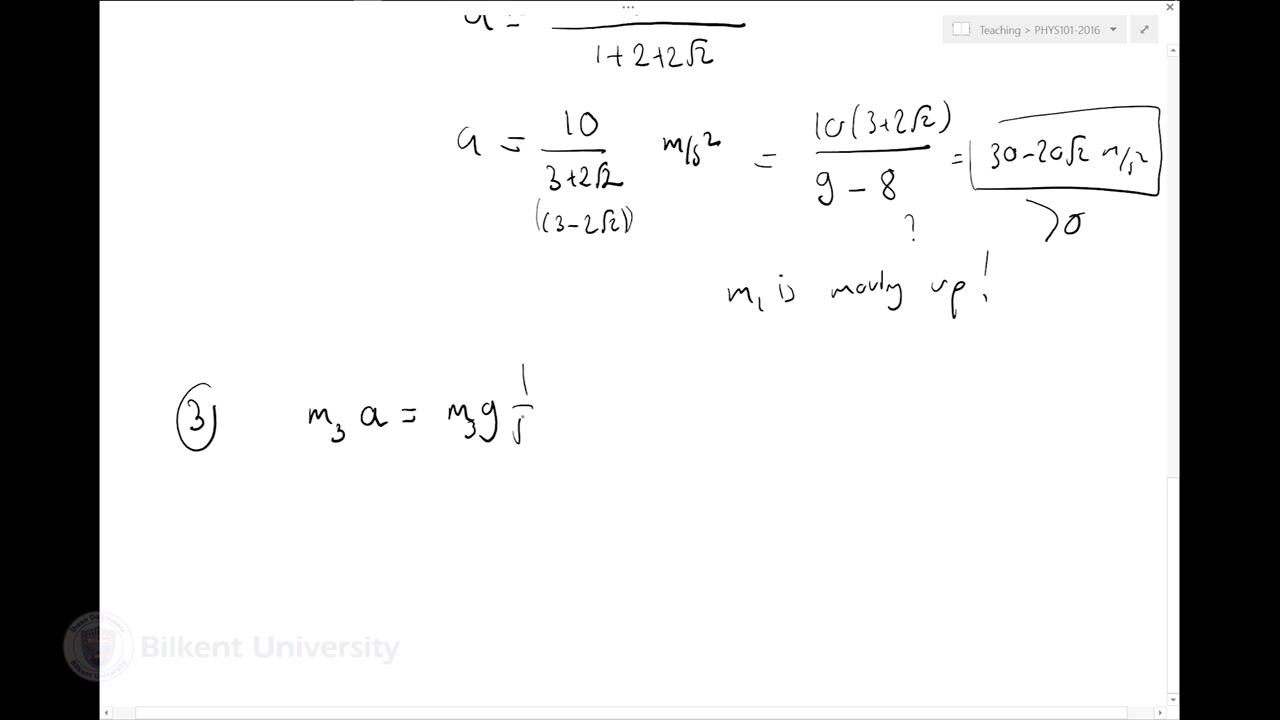 Teaching > PHYS101-2016
a =
1+2+2√2
a = 10 / 3+2√2 m/s² = 10(3+2√2) / 9-8 = 30-20√2 m/s²
((3-2√2))
? >0
m₁ is moving up!
3) m₃ a = m₃g 1/√
Bilkent University